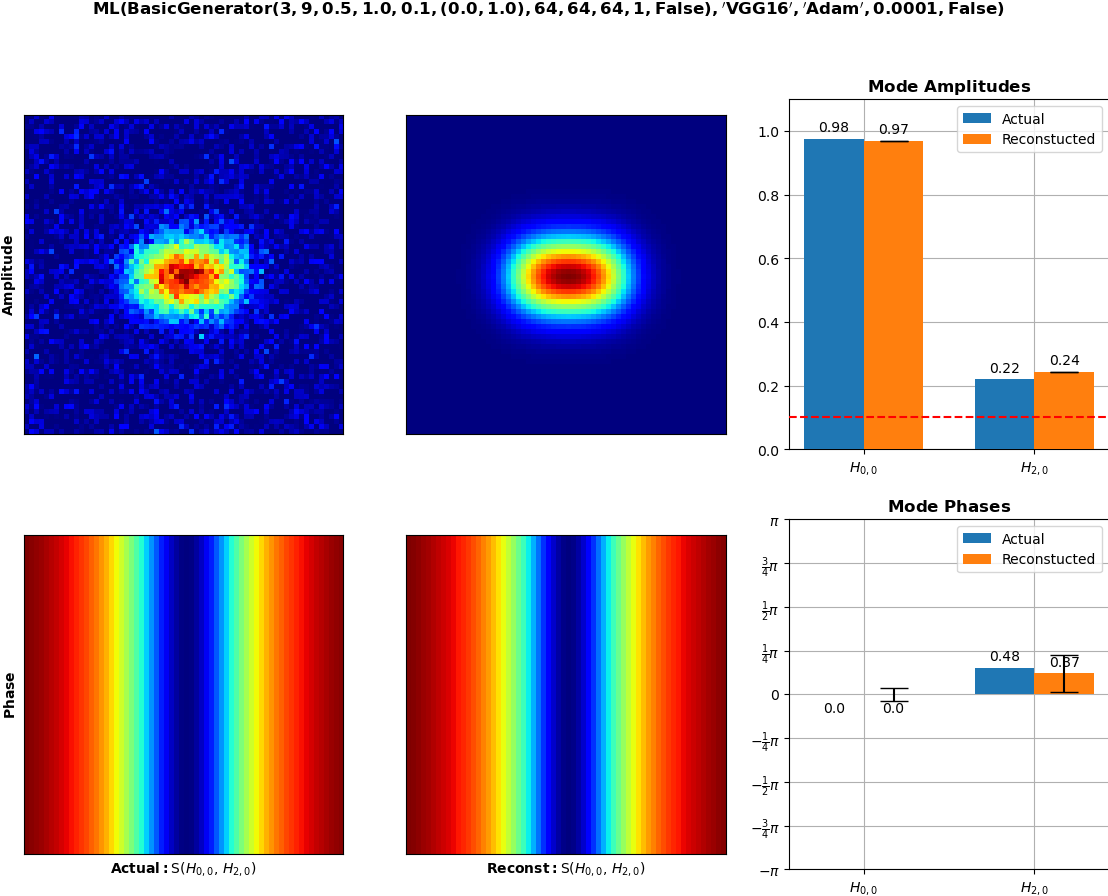 ML(BasicGenerator(3, 9, 0.5, 1.0, 0.1, (0.0, 1.0), 64, 64, 64, 1, False), 'VGG16', 'Adam', 0.0001, False)
Amplitude
Mode Amplitudes
Actual
Reconstucted
0.98
0.97
0.22
0.24
1.0
0.8
0.6
0.4
0.2
0.0
H0,0
H2,0
Phase
Actual: S(H0,0, H2,0)
Reconst: S(H0,0, H2,0)
Mode Phases
Actual
Reconstucted
π
3/4π
1/2π
1/4π
0
−1/4π
−1/2π
−3/4π
−π
0.0
0.0
0.48
0.37
H0,0
H2,0